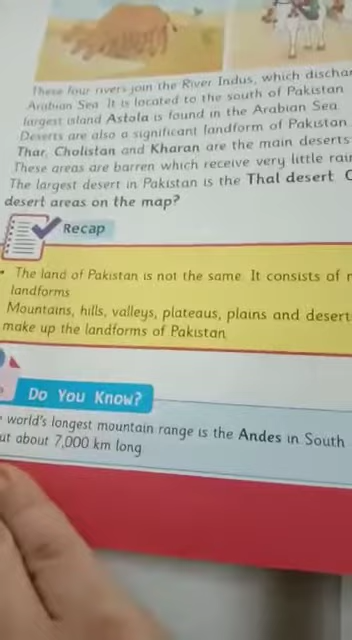 These four rivers join the River Indus, which
Arabian Sea. It is located to the south of Pakistan
largest island Astola is found in the Arabian Sea
Deserts are also a significant landform of Pakistan
Thar, Cholistan and Kharan are the main deserts
These areas are barren which receive very little
The largest desert in Pakistan is the Thal desert
desert areas on the map?
Recap
• The land of Pakistan is not the same. It consists of
landforms
Mountains, hills, valleys, plateaus, plains and desert
make up the landforms of Pakistan
Do You Know?
world's longest mountain range is the Andes in South
about 7,000 km long